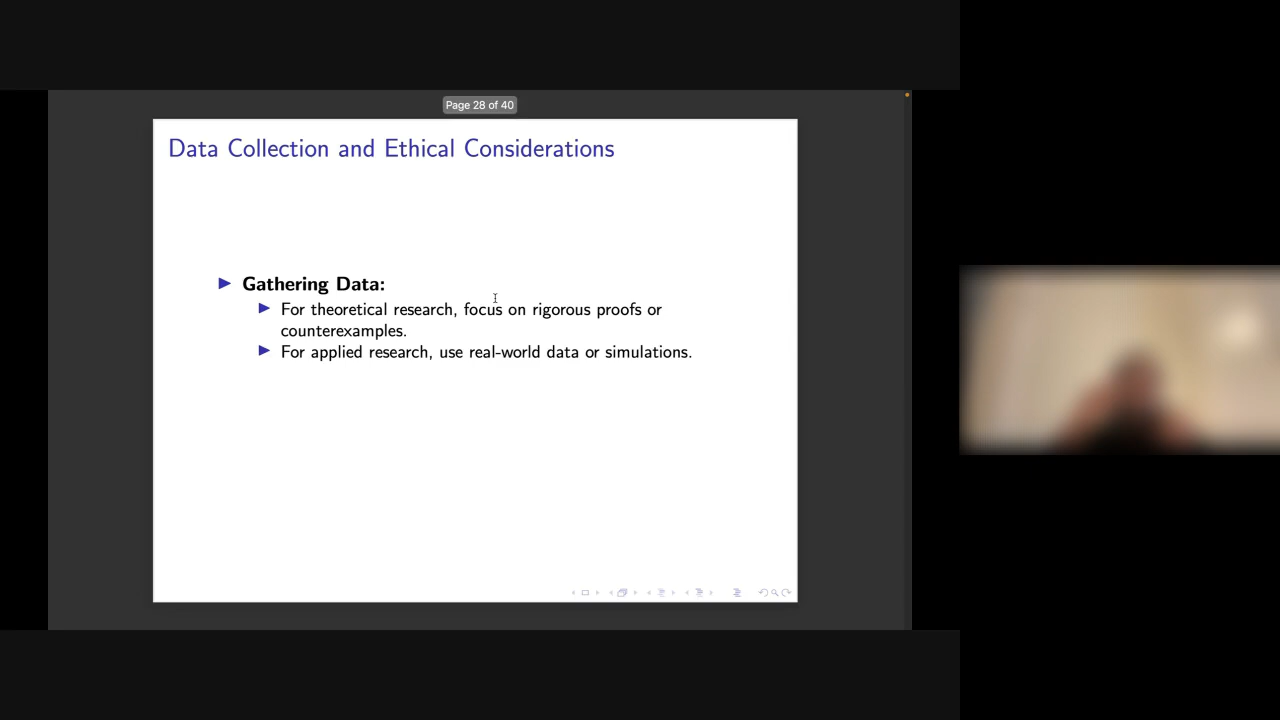 Page 28 of 40
Data Collection and Ethical Considerations
Gathering Data:
For theoretical research, focus on rigorous proofs or
counterexamples.
For applied research, use real-world data or simulations.